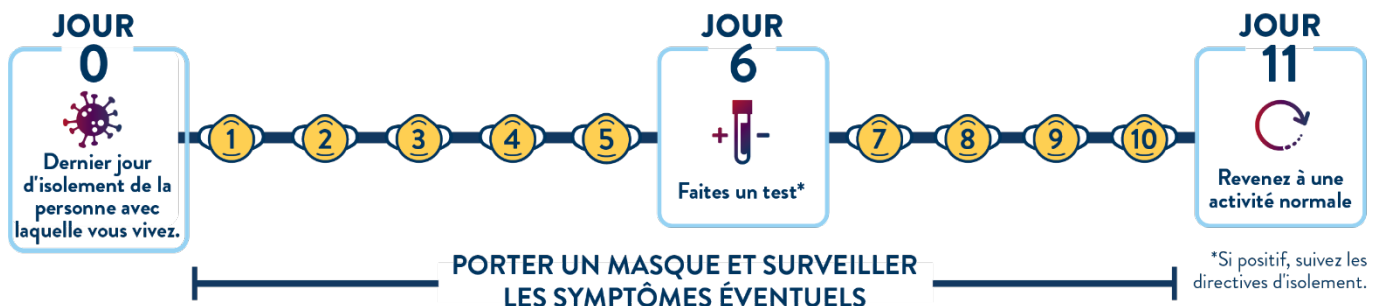 JOUR
0
Dernier jour
d'isolement de la
personne avec
laquelle vous vivez.
1
2
3
4
5
JOUR
6
+ -
Faites un test*
7
8
9
10
JOUR
11
Revenez à une
activité normale
PORTER UN MASQUE ET SURVEILLER
LES SYMPTÔMES ÉVENTUELS
*Si positif, suivez les
directives d'isolement.